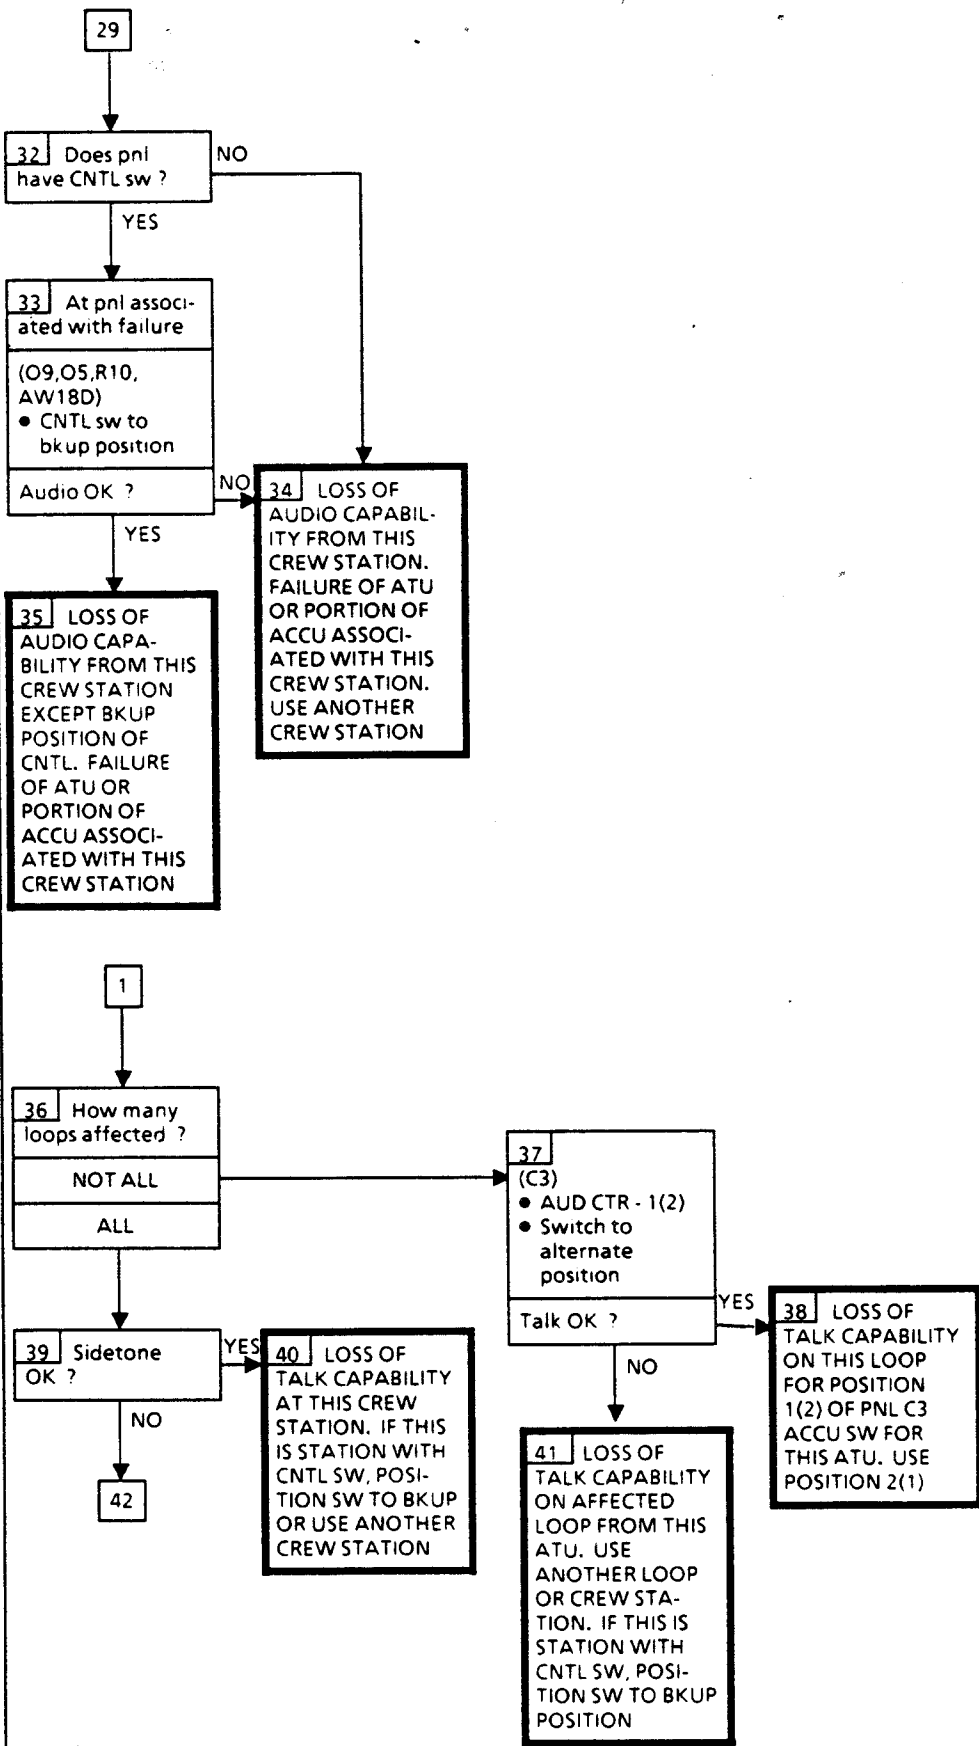 29
32 Does pnl
have CNTL sw ?
NO
YES
33 At pnl associ-
ated with failure
(O9,O5,R10,
AW18D)
● CNTL sw to
bkup position
Audio OK ?
NO
YES
34 LOSS OF
AUDIO CAPABIL-
ITY FROM THIS
CREW STATION.
FAILURE OF ATU
OR PORTION OF
ACCU ASSOCI-
ATED WITH THIS
CREW STATION.
USE ANOTHER
CREW STATION
35 LOSS OF
AUDIO CAPA-
BILITY FROM THIS
CREW STATION
EXCEPT BKUP
POSITION OF
CNTL. FAILURE
OF ATU OR
PORTION OF
ACCU ASSOCI-
ATED WITH THIS
CREW STATION
1
36 How many
loops affected ?
NOT ALL
ALL
37
(C3)
● AUD CTR - 1(2)
● Switch to
alternate
position
Talk OK ?
YES
NO
38 LOSS OF
TALK CAPABILITY
ON THIS LOOP
FOR POSITION
1(2) OF PNL C3
ACCU SW FOR
THIS ATU. USE
POSITION 2(1)
39 Sidetone
OK ?
YES
NO
40 LOSS OF
TALK CAPABILITY
AT THIS CREW
STATION. IF THIS
IS STATION WITH
CNTL SW, POSI-
TION SW TO BKUP
OR USE ANOTHER
CREW STATION
42
41 LOSS OF
TALK CAPABILITY
ON AFFECTED
LOOP FROM THIS
ATU. USE
ANOTHER LOOP
OR CREW STA-
TION. IF THIS IS
STATION WITH
CNTL SW, POSI-
TION SW TO BKUP
POSITION